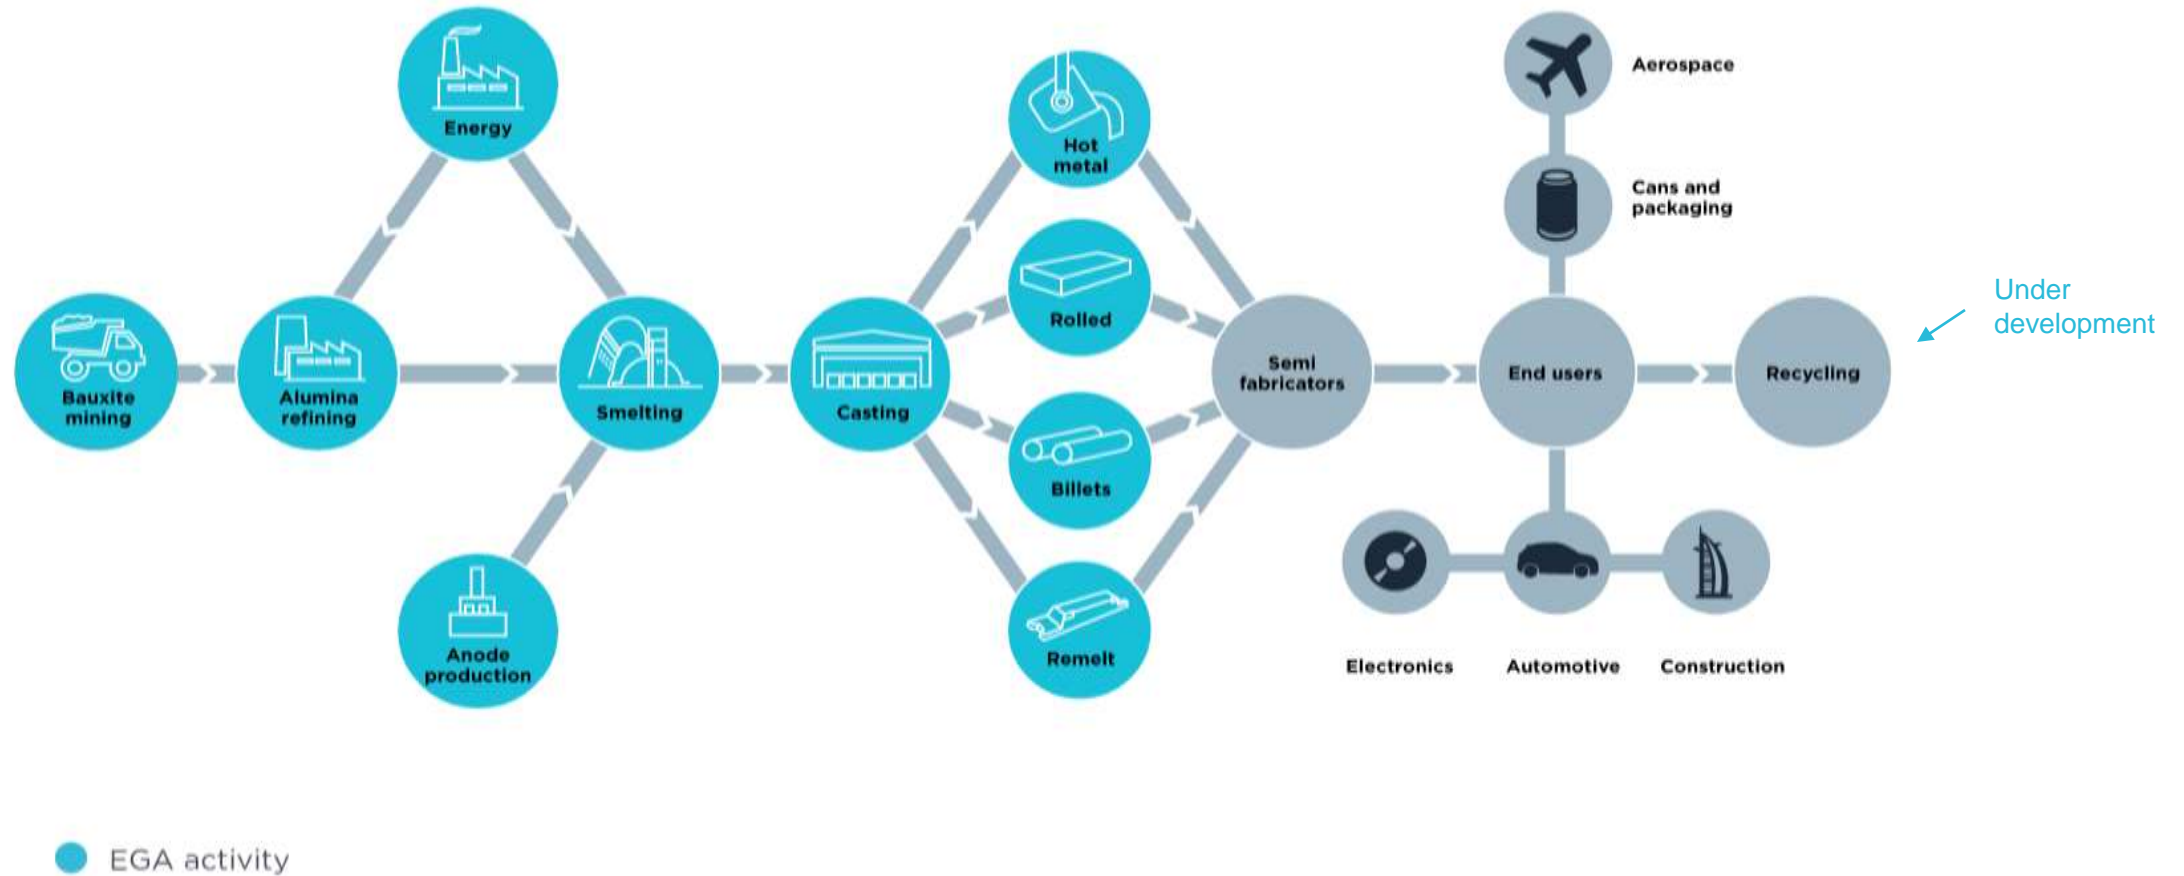 Energy
Hot
metal
Aerospace
Cans and
packaging
Under
development
Bauxite
mining
Alumina
refining
Smelting
Casting
Rolled
Billets
Semi
fabricators
End users
Recycling
Anode
production
Remelt
Electronics
Automotive
Construction
EGA activity